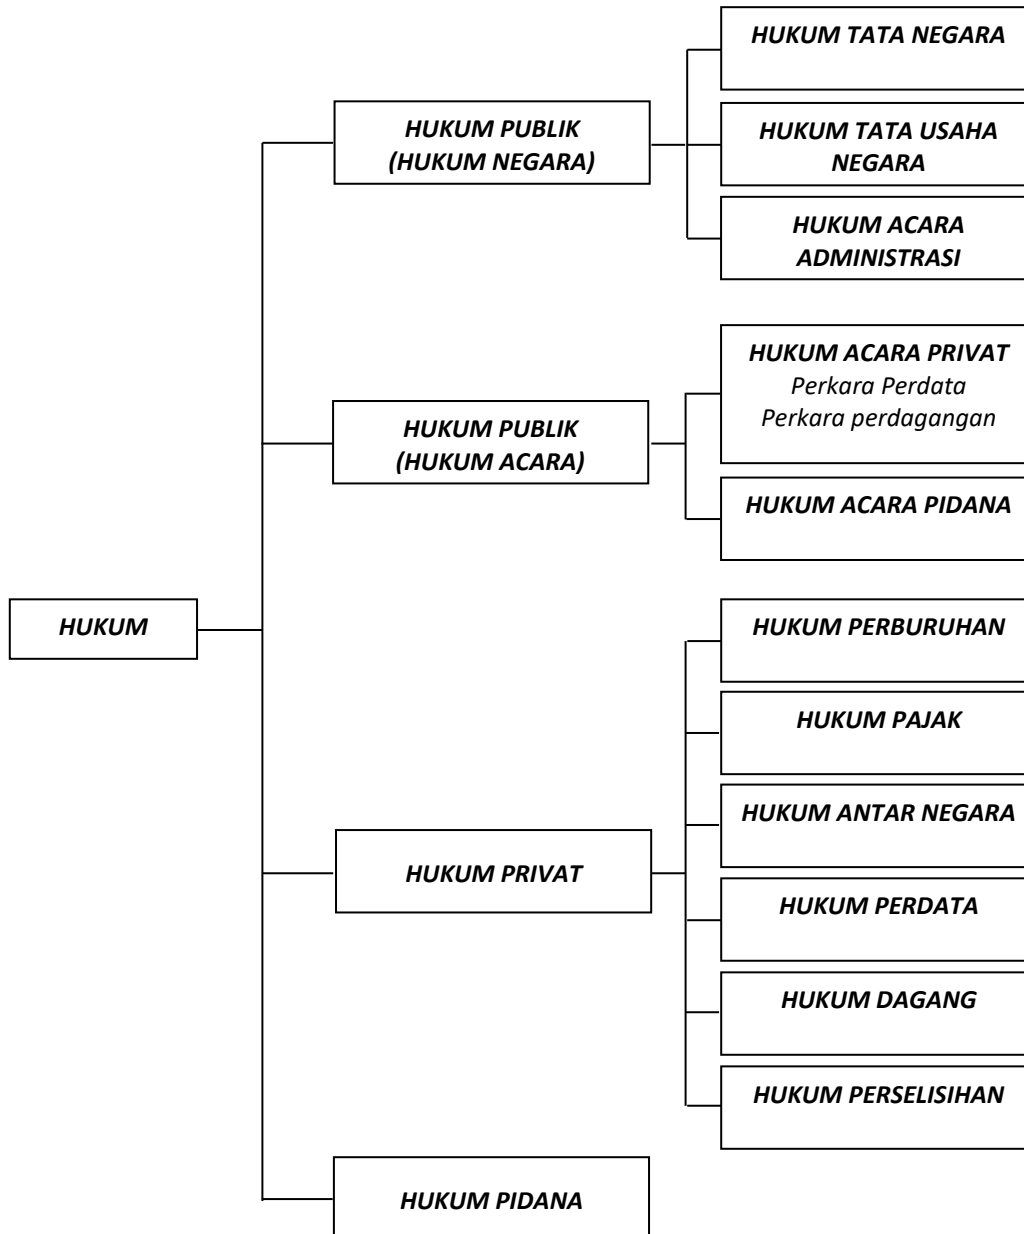 HUKUM
HUKUM PUBLIK
(HUKUM NEGARA)
HUKUM TATA NEGARA
HUKUM TATA USAHA
NEGARA
HUKUM ACARA
ADMINISTRASI
HUKUM PUBLIK
(HUKUM ACARA)
HUKUM ACARA PRIVAT
Perkara Perdata
Perkara perdagangan
HUKUM ACARA PIDANA
HUKUM PRIVAT
HUKUM PERBURUHAN
HUKUM PAJAK
HUKUM ANTAR NEGARA
HUKUM PERDATA
HUKUM DAGANG
HUKUM PERSELISIHAN
HUKUM PIDANA